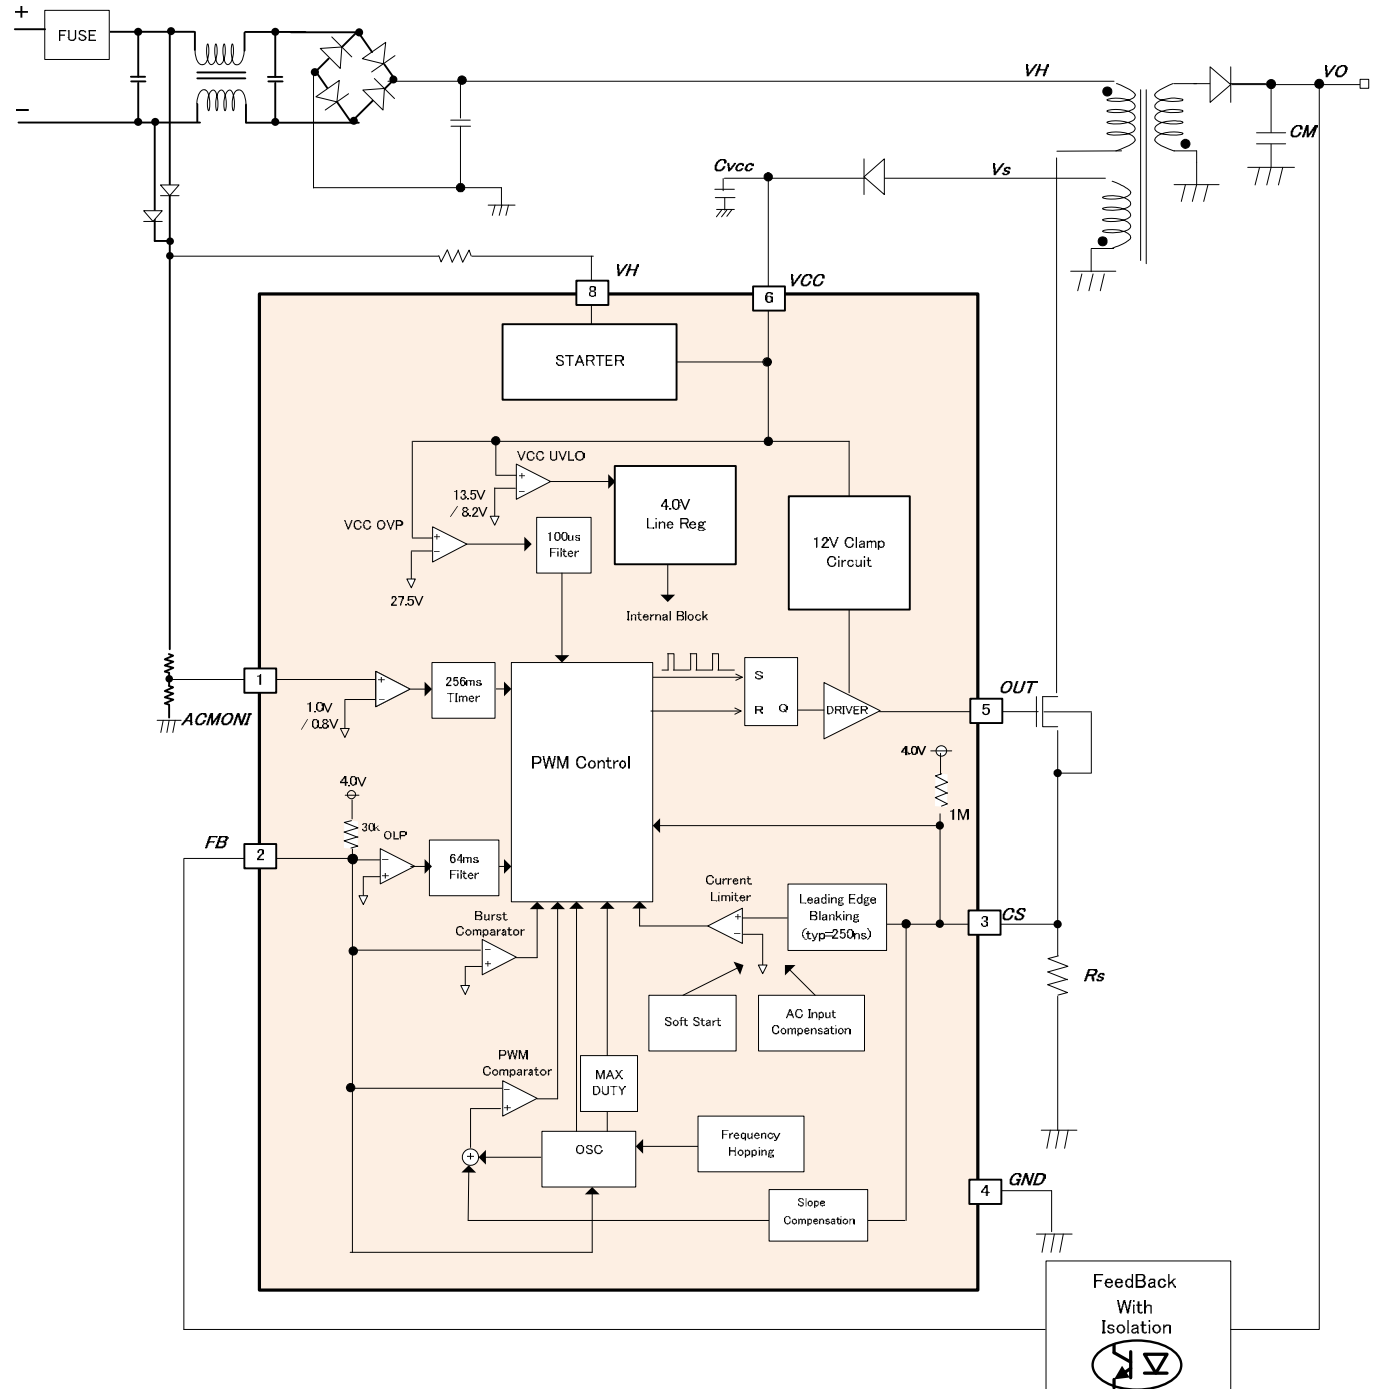 +
FUSE
−
VH
VO
CM
Cvcc
Vs
VH
VCC
8
6
STARTER
VCC UVLO
+
−
13.5V
/ 8.2V
4.0V
Line Reg
VCC OVP
+
−
27.5V
100us
Filter
12V Clamp
Circuit
Internal Block
1
ACMONI
+
−
1.0V
/ 0.8V
256ms
TImer
PWM Control
S
R
Q
DRIVER
5
OUT
4.0V
1M
4.0V
30k
OLP
FB
2
−
+
64ms
Filter
Burst
Comparator
−
+
Current
Limiter
+
−
Leading Edge
Blanking
(typ=250ns)
3
CS
Rs
Soft Start
AC Input
Compensation
PWM
Comparator
−
+
MAX
DUTY
+
OSC
Frequency
Hopping
Slope
Compensation
4
GND
FeedBack
With
Isolation